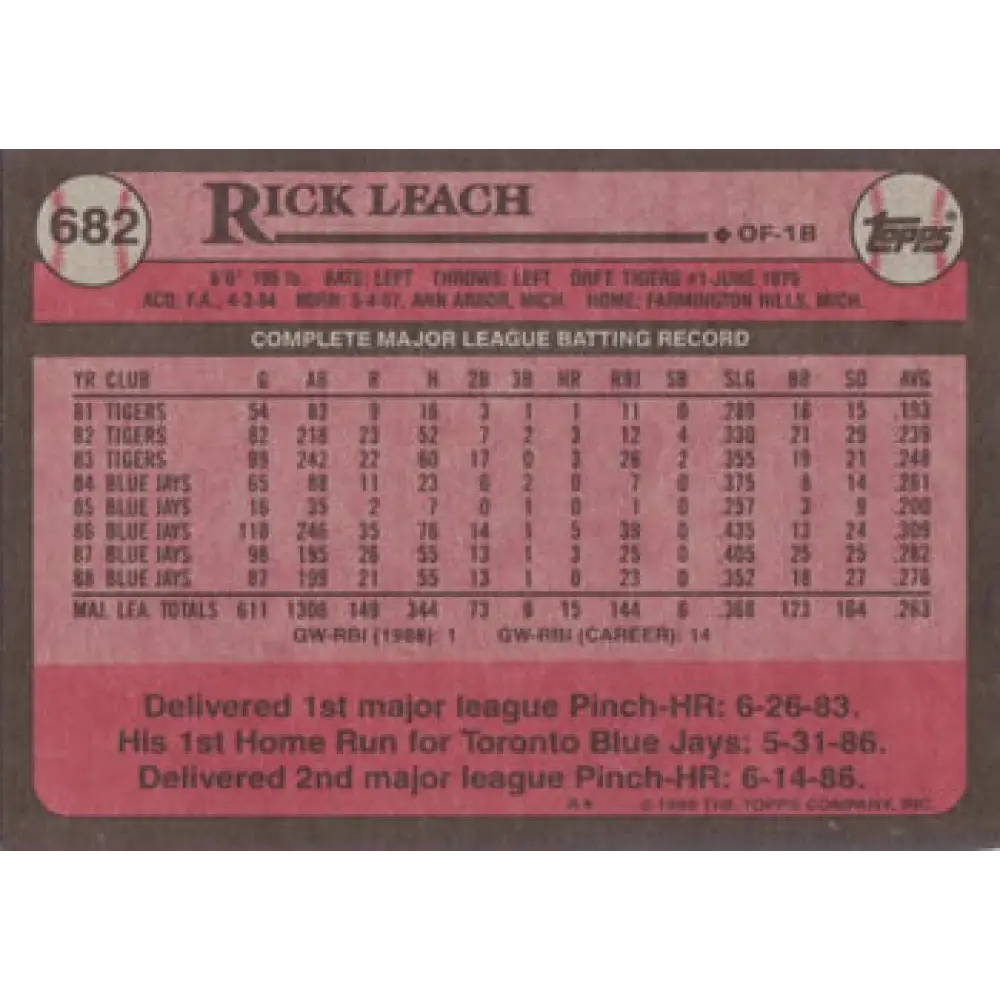 682
RICK LEACH
◆ OF-1B
TOPPS®
6'0" 195 lb. BATS: LEFT THROWS: LEFT DRFT: TIGERS #1-JUNE 1979
ACQ. F.A., 4-3-84 BORN: 5-4-57, ANN ARBOR, MICH. HOME: FARMINGTON HILLS, MICH.
COMPLETE MAJOR LEAGUE BATTING RECORD
YR CLUB G AB R H 2B 3B HR RBI SB SLG BB SO AVG
81 TIGERS 54 83 9 16 3 1 1 11 0 .289 16 15 .193
82 TIGERS 82 218 23 52 7 2 3 12 4 .330 21 29 .239
83 TIGERS 99 242 22 60 17 0 3 26 2 .355 19 21 .248
84 BLUE JAYS 65 88 11 23 6 2 0 7 0 .375 8 14 .261
85 BLUE JAYS 16 35 2 7 0 1 0 1 0 .257 3 9 .200
86 BLUE JAYS 110 246 35 76 14 1 5 39 0 .435 13 24 .309
87 BLUE JAYS 98 195 26 55 13 1 3 25 0 .405 25 25 .282
88 BLUE JAYS 87 199 21 55 13 1 0 23 0 .352 18 27 .276
MAJ. LEA. TOTALS 611 1306 149 344 73 9 15 144 6 .368 123 164 .263
GW-RBI (1988): 1 GW-RBI (CAREER): 14
Delivered 1st major league Pinch-HR: 6-26-83.
His 1st Home Run for Toronto Blue Jays: 5-31-86.
Delivered 2nd major league Pinch-HR: 6-14-86.
A* © 1989 THE TOPPS COMPANY, INC.